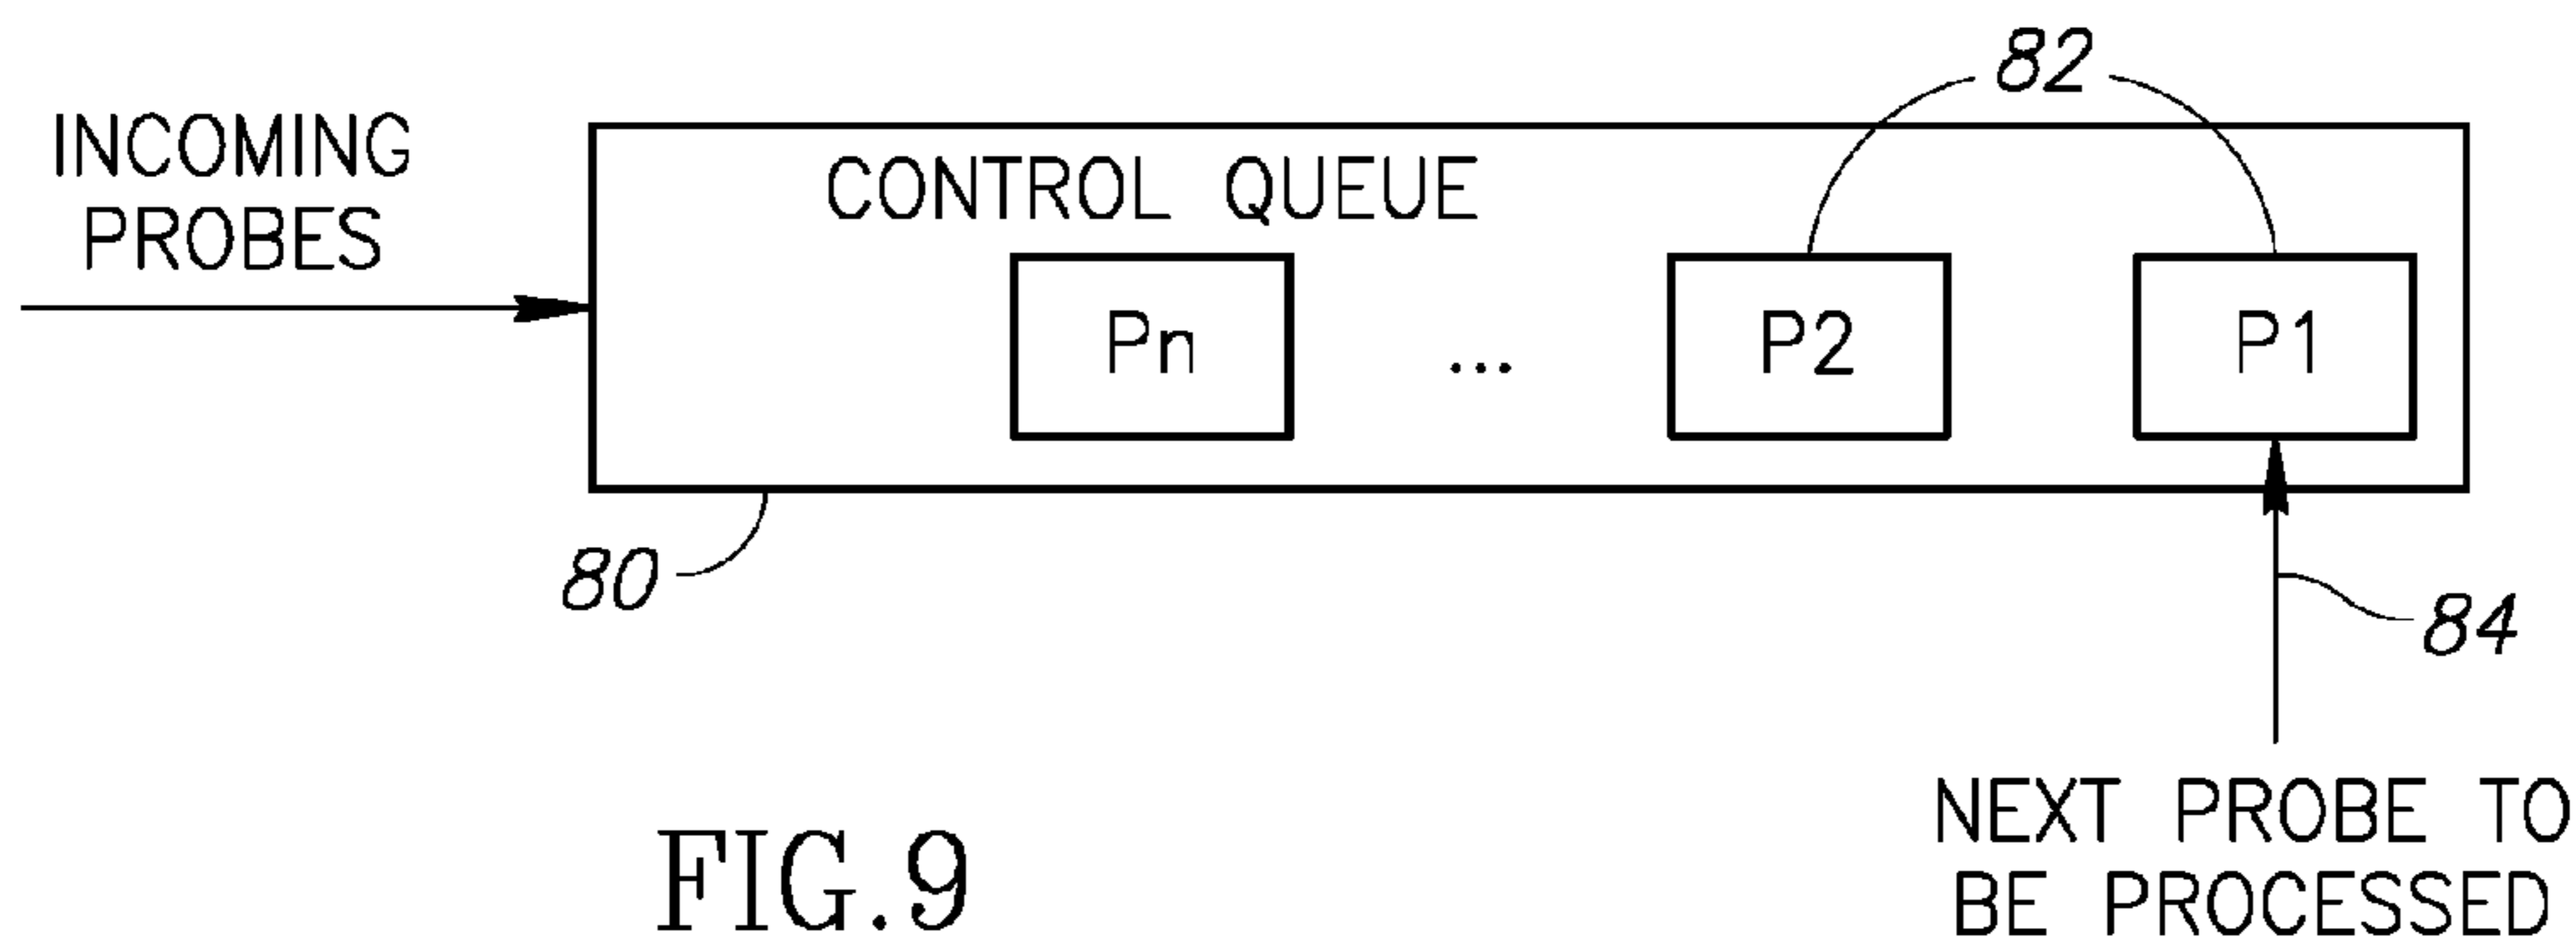 82
INCOMING
PROBES
CONTROL QUEUE
Pn
...
P2
P1
80
84
NEXT PROBE TO
BE PROCESSED
FIG.9